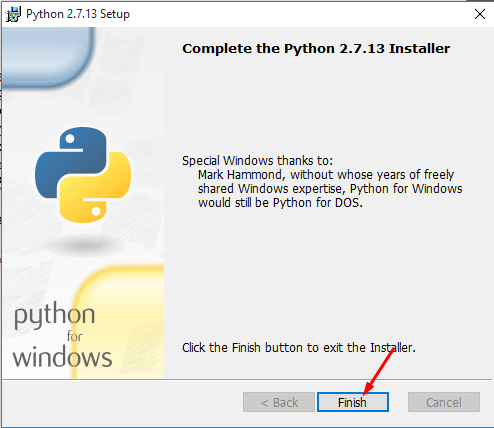 Python 2.7.13 Setup
Complete the Python 2.7.13 Installer
Special Windows thanks to:
Mark Hammond, without whose years of freely
shared Windows expertise, Python for Windows
would still be Python for DOS.
python
for
windows
Click the Finish button to exit the Installer.
< Back
Finish
Cancel